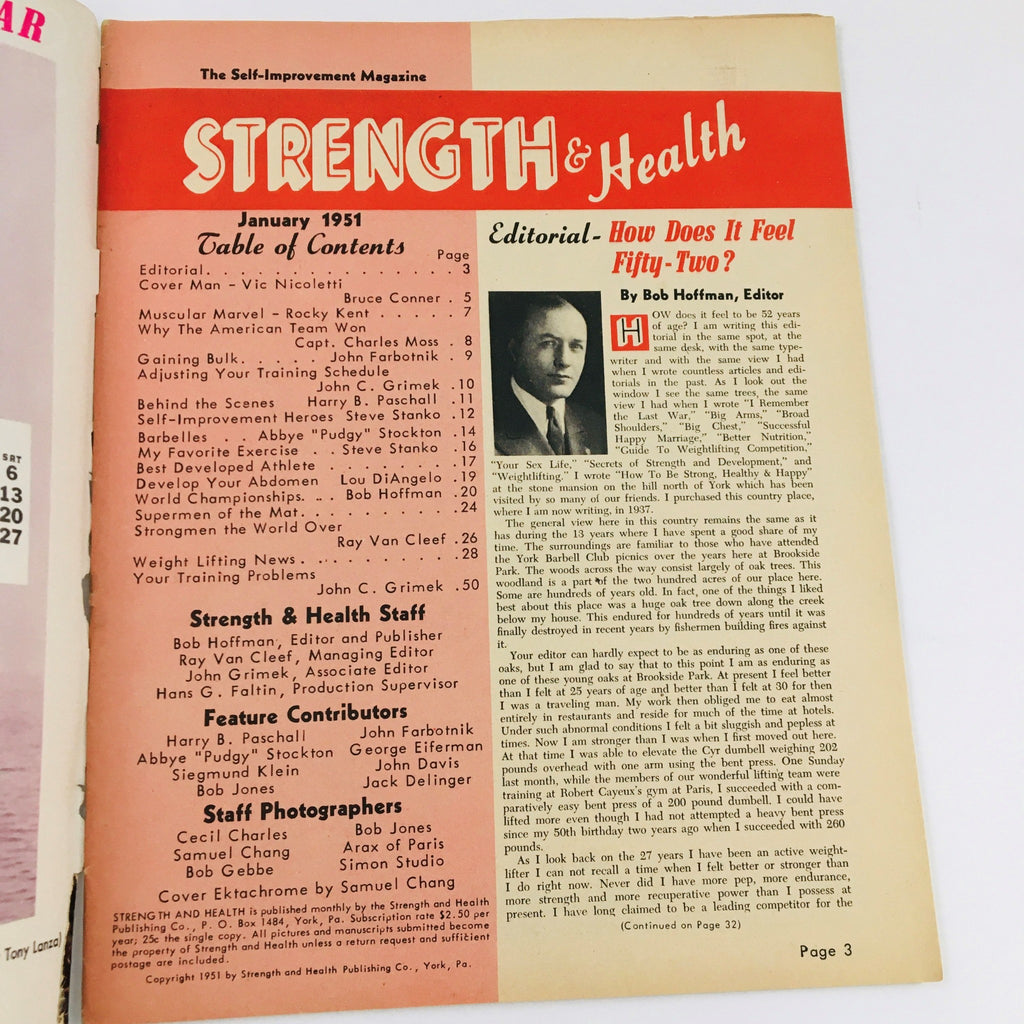 AR
SRT
6
13
20
27
Tony Lanza)
The Self-Improvement Magazine
STRENGTH & Health
January 1951
Table of Contents
Page
Editorial. . . . . . . . . . . . . . . 3
Cover Man - Vic Nicoletti
Bruce Conner . 5
Muscular Marvel - Rocky Kent . . . . . 7
Why The American Team Won
Capt. Charles Moss . 8
Gaining Bulk. . . . . John Farbotnik . 9
Adjusting Your Training Schedule
John C. Grimek .10
Behind the Scenes Harry B. Paschall .11
Self-Improvement Heroes Steve Stanko .12
Barbelles . . Abbye "Pudgy" Stockton .14
My Favorite Exercise . . Steve Stanko .16
Best Developed Athlete . . . . . . . .17
Develop Your Abdomen Lou DiAngelo .19
World Championships. . . Bob Hoffman .20
Supermen of the Mat. . . . . . . . . .24
Strongmen the World Over
Ray Van Cleef .26
Weight Lifting News . . . . . . . . . .28
Your Training Problems
John C. Grimek .50
Strength & Health Staff
Bob Hoffman, Editor and Publisher
Ray Van Cleef, Managing Editor
John Grimek, Associate Editor
Hans G. Faltin, Production Supervisor
Feature Contributors
Harry B. Paschall
Abbye "Pudgy" Stockton
Siegmund Klein
Bob Jones
John Farbotnik
George Eiferman
John Davis
Jack Delinger
Staff Photographers
Cecil Charles
Samuel Chang
Bob Gebbe
Bob Jones
Arax of Paris
Simon Studio
Cover Ektachrome by Samuel Chang
STRENGTH AND HEALTH is published monthly by the Strength and Health
Publishing Co., P. O. Box 1484, York, Pa. Subscription rate $2.50 per
year; 25c the single copy. All pictures and manuscripts submitted become
the property of Strength and Health unless a return request and sufficient
postage are included.
Copyright 1951 by Strength and Health Publishing Co., York, Pa.
Editorial- How Does It Feel
Fifty-Two?
By Bob Hoffman, Editor
HOW does it feel to be 52 years
of age? I am writing this edi-
torial in the same spot, at the
same desk, with the same type-
writer and with the same view I had
when I wrote countless articles and edi-
torials in the past. As I look out the
window I see the same trees, the same
view I had when I wrote "I Remember
the Last War," "Big Arms," "Broad
Shoulders," "Big Chest," "Successful
Happy Marriage," "Better Nutrition,"
"Guide To Weightlifting Competition,"
"Your Sex Life," "Secrets of Strength and Development," and
"Weightlifting." I wrote "How To Be Strong, Healthy & Happy"
at the stone mansion on the hill north of York which has been
visited by so many of our friends. I purchased this country place,
where I am now writing, in 1937.
The general view here in this country remains the same as it
has during the 13 years where I have spent a good share of my
time. The surroundings are familiar to those who have attended
the York Barbell Club picnics over the years here at Brookside
Park. The woods across the way consist largely of oak trees. This
woodland is a part of the two hundred acres of our place here.
Some are hundreds of years old. In fact, one of the things I liked
best about this place was a huge oak tree down along the creek
below my house. This endured for hundreds of years until it was
finally destroyed in recent years by fishermen building fires against
it.
Your editor can hardly expect to be as enduring as one of these
oaks, but I am glad to say that to this point I am as enduring as
one of these young oaks at Brookside Park. At present I feel better
than I felt at 25 years of age and better than I felt at 30 for then
I was a traveling man. My work then obliged me to eat almost
entirely in restaurants and reside for much of the time at hotels.
Under such abnormal conditions I felt a bit sluggish and pepless at
times. Now I am stronger than I was when I first moved out here.
At that time I was able to elevate the Cyr dumbell weighing 202
pounds overhead with one arm using the bent press. One Sunday
last month, while the members of our wonderful lifting team were
training at Robert Cayeux's gym at Paris, I succeeded with a com-
paratively easy bent press of a 200 pound dumbell. I could have
lifted more even though I had not attempted a heavy bent press
since my 50th birthday two years ago when I succeeded with 260
pounds.
As I look back on the 27 years I have been an active weight-
lifter I can not recall a time when I felt better or stronger than
I do right now. Never did I have more pep, more endurance,
more strength and more recuperative power than I possess at
present. I have long claimed to be a leading competitor for the
(Continued on Page 32)
Page 3